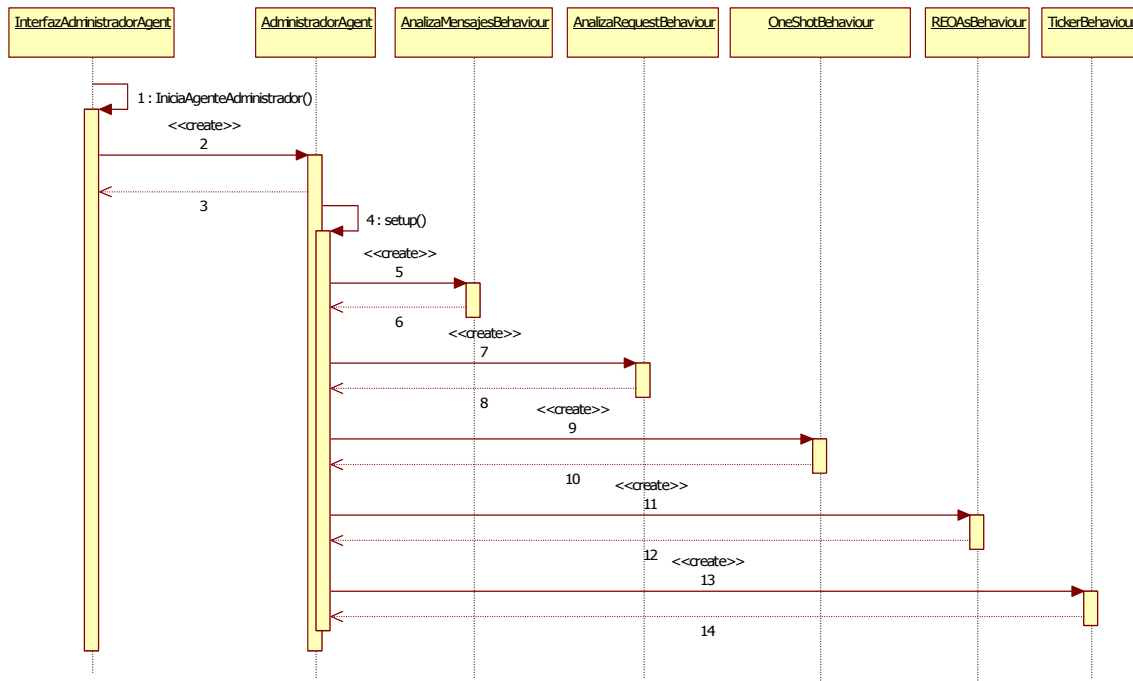 InterfazAdministradorAgent
AdministradorAgent
AnalizaMensajesBehaviour
AnalizaRequestBehaviour
OneShotBehaviour
REOAsBehaviour
TickerBehaviour
1 : IniciaAgenteAdministrador()
<<create>>
2
3
4 : setup()
<<create>>
5
6
<<create>>
7
8
<<create>>
9
10
<<create>>
11
12
<<create>>
13
14